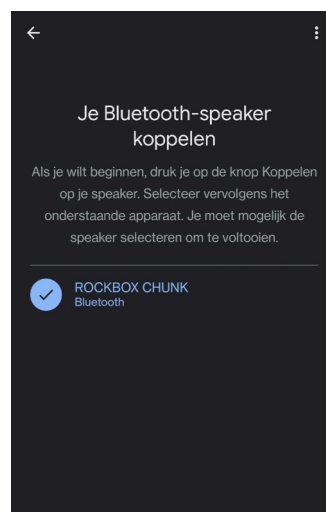 Je Bluetooth-speaker
koppelen
Als je wilt beginnen, druk je op de knop Koppelen
op je speaker. Selecteer vervolgens het
onderstaande apparaat. Je moet mogelijk de
speaker selecteren om te voltooien.
ROCKBOX CHUNK
Bluetooth